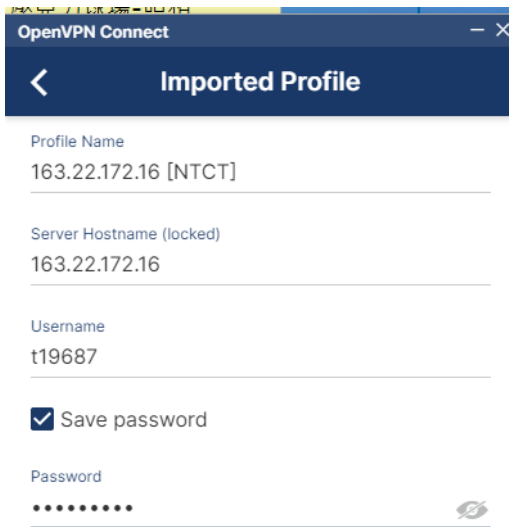 OpenVPN Connect
Imported Profile
Profile Name
163.22.172.16 [NTCT]
Server Hostname (locked)
163.22.172.16
Username
t19687
Save password
Password
•••••••••